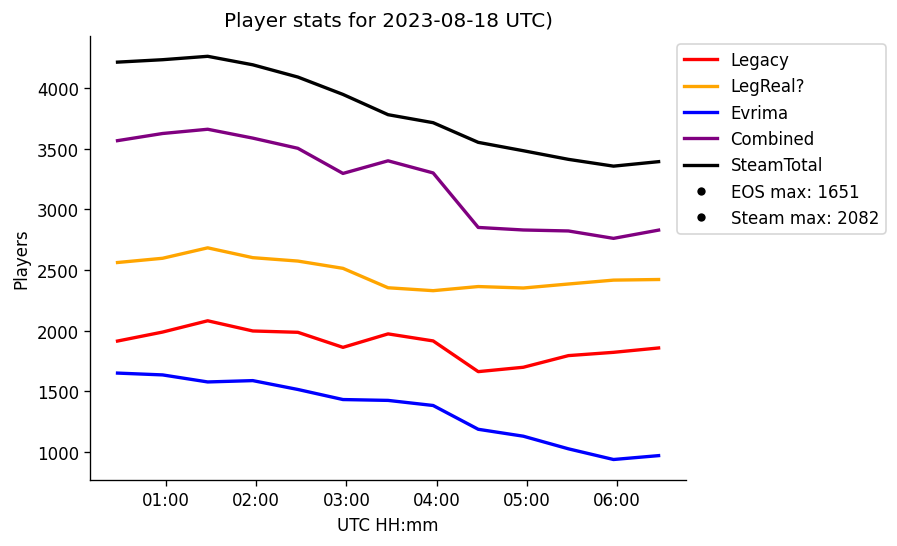 Player stats for 2023-08-18 UTC)
Legacy
LegReal?
Evrima
Combined
SteamTotal
EOS max: 1651
Steam max: 2082
Players
4000
3500
3000
2500
2000
1500
1000
01:00 02:00 03:00 04:00 05:00 06:00
UTC HH:mm